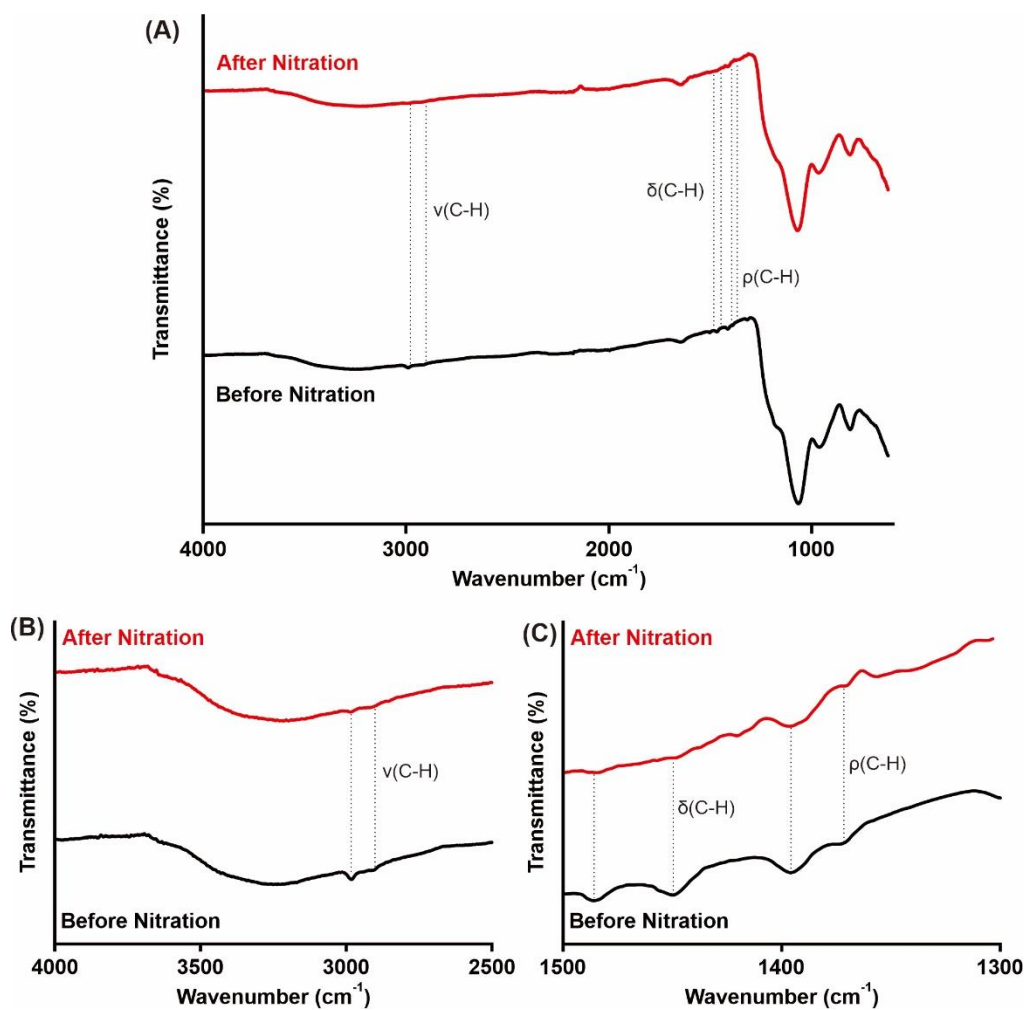 (A)
After Nitration
δ(C-H)
ν(C-H)
ρ(C-H)
Before Nitration
Transmittance (%)
4000 3000 2000 1000
Wavenumber (cm⁻¹)
(B)
After Nitration
ν(C-H)
Before Nitration
Transmittance (%)
4000 3500 3000 2500
Wavenumber (cm⁻¹)
(C)
After Nitration
ρ(C-H)
δ(C-H)
Before Nitration
Transmittance (%)
1500 1400 1300
Wavenumber (cm⁻¹)